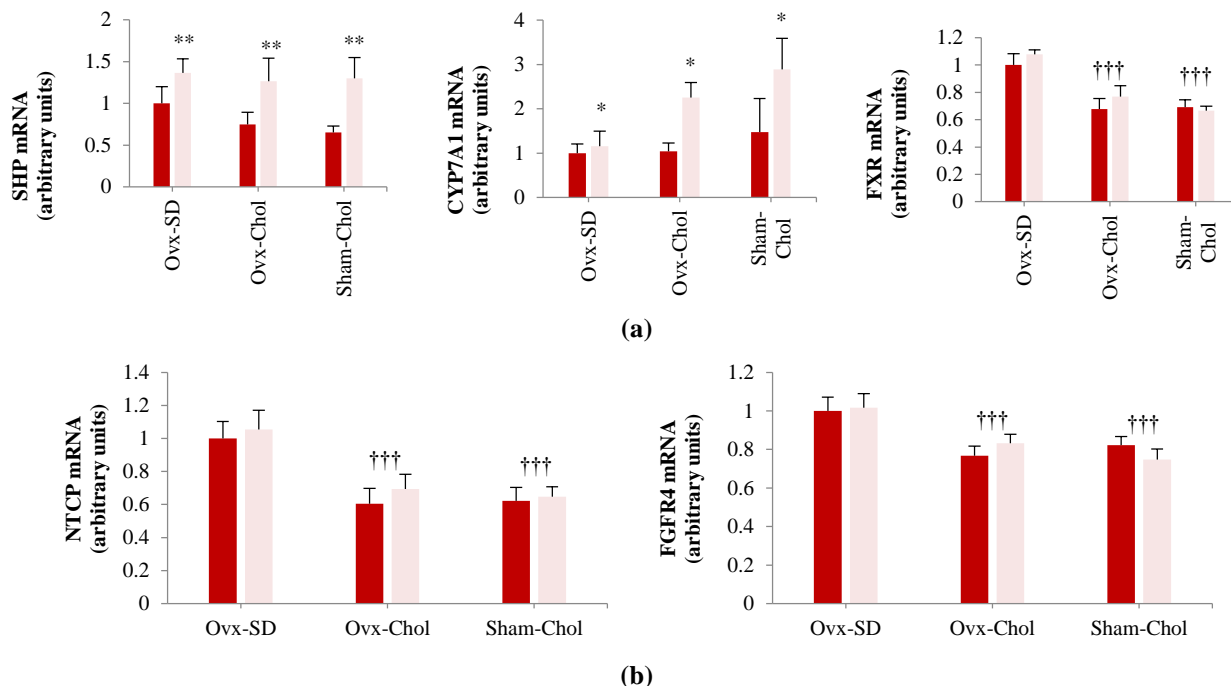 SHP mRNA
(arbitrary units)
2
1.5
1
0.5
0
**
**
**
Ovx-SD
Ovx-Chol
Sham-Chol
CYP7A1 mRNA
(arbitrary units)
4
3
2
1
0
*
*
*
Ovx-SD
Ovx-Chol
Sham-
Chol
FXR mRNA
(arbitrary units)
1.2
1
0.8
0.6
0.4
0.2
0
†††
†††
Ovx-SD
Ovx-Chol
Sham-
Chol
(a)
NTCP mRNA
(arbitrary units)
1.4
1.2
1
0.8
0.6
0.4
0.2
0
†††
†††
Ovx-SD
Ovx-Chol
Sham-Chol
FGFR4 mRNA
(arbitrary units)
1.2
1
0.8
0.6
0.4
0.2
0
†††
†††
Ovx-SD
Ovx-Chol
Sham-Chol
(b)